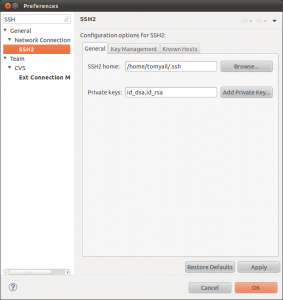 Preferences
SSH
SSH2
General
Network Connection
SSH2
Team
CVS
Ext Connection M
Configuration options for SSH2:
General
Key Management
Known Hosts
SSH2 home:
/home/tomyail/.ssh
Browse...
Private keys:
id_dsa,id_rsa
Add Private Key...
Restore Defaults
Apply
?
Cancel
OK